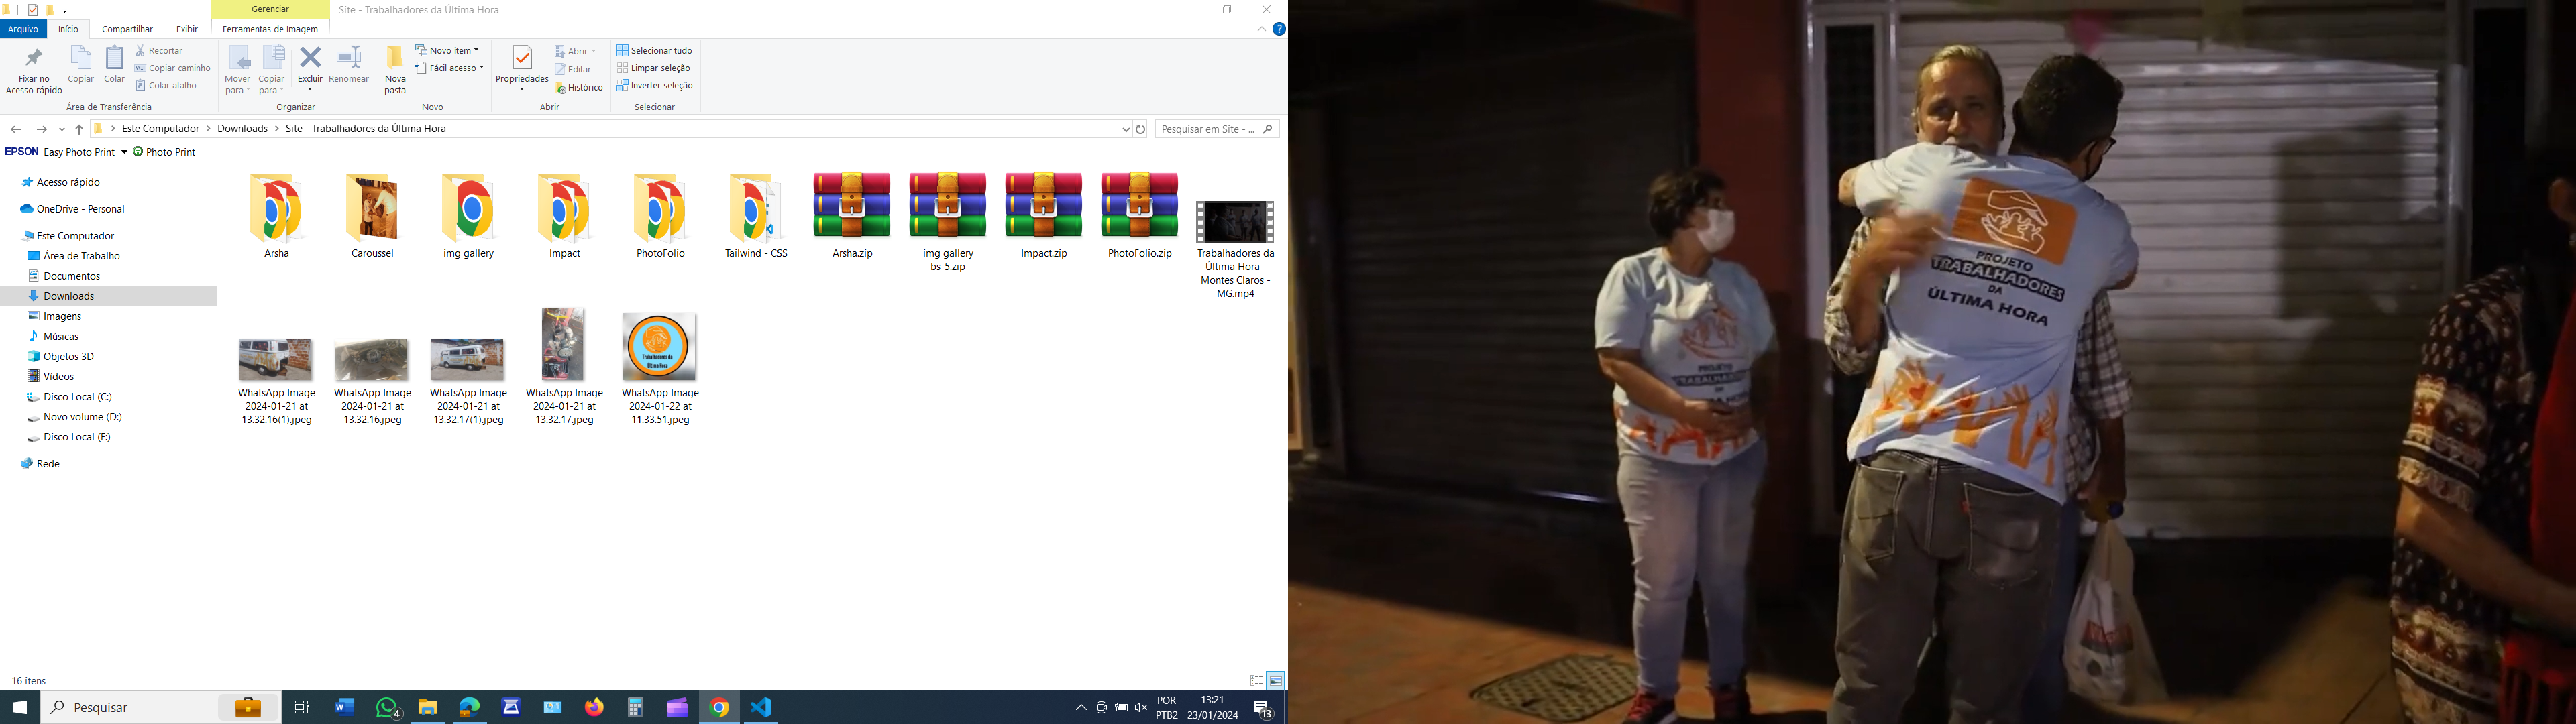 Gerenciar
Site - Trabalhadores da Última Hora
Arquivo
Início
Compartilhar
Exibir
Ferramentas de Imagem
Fixar no
Acesso rápido
Copiar
Colar
Recortar
Copiar caminho
Colar atalho
Mover
para
Copiar
para
Excluir
Renomear
Nova
pasta
Novo item
Fácil acesso
Propriedades
Abrir
Editar
Histórico
Selecionar tudo
Limpar seleção
Inverter seleção
Área de Transferência
Organizar
Novo
Abrir
Selecionar
Este Computador
Downloads
Site - Trabalhadores da Última Hora
Pesquisar em Site - ...
EPSON Easy Photo Print
Photo Print
Acesso rápido
OneDrive - Personal
Este Computador
Área de Trabalho
Documentos
Downloads
Imagens
Músicas
Objetos 3D
Vídeos
Disco Local (C:)
Novo volume (D:)
Disco Local (F:)
Rede
Arsha
Caroussel
img gallery
Impact
PhotoFolio
Tailwind - CSS
Arsha.zip
img gallery
bs-5.zip
Impact.zip
PhotoFolio.zip
Trabalhadores da
Última Hora -
Montes Claros -
MG.mp4
Trabalhadores da
Última Hora
WhatsApp Image
2024-01-21 at
13.32.16(1).jpeg
WhatsApp Image
2024-01-21 at
13.32.16.jpeg
WhatsApp Image
2024-01-21 at
13.32.17(1).jpeg
WhatsApp Image
2024-01-21 at
13.32.17.jpeg
WhatsApp Image
2024-01-22 at
11.33.51.jpeg
16 itens
Pesquisar
4
POR
PTB2
13:21
23/01/2024
13
PROJETO
TRABALHADORES
DA
ÚLTIMA HORA
PROJETO